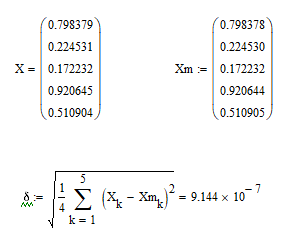 X = (0.798379 0.224531 0.172232 0.920645 0.510904)
Xm := (0.798378 0.224530 0.172232 0.920644 0.510905)
δ := √(1/4 ∑_{k = 1}^{5} (X_k − Xm_k)^2) = 9.144 × 10^−7